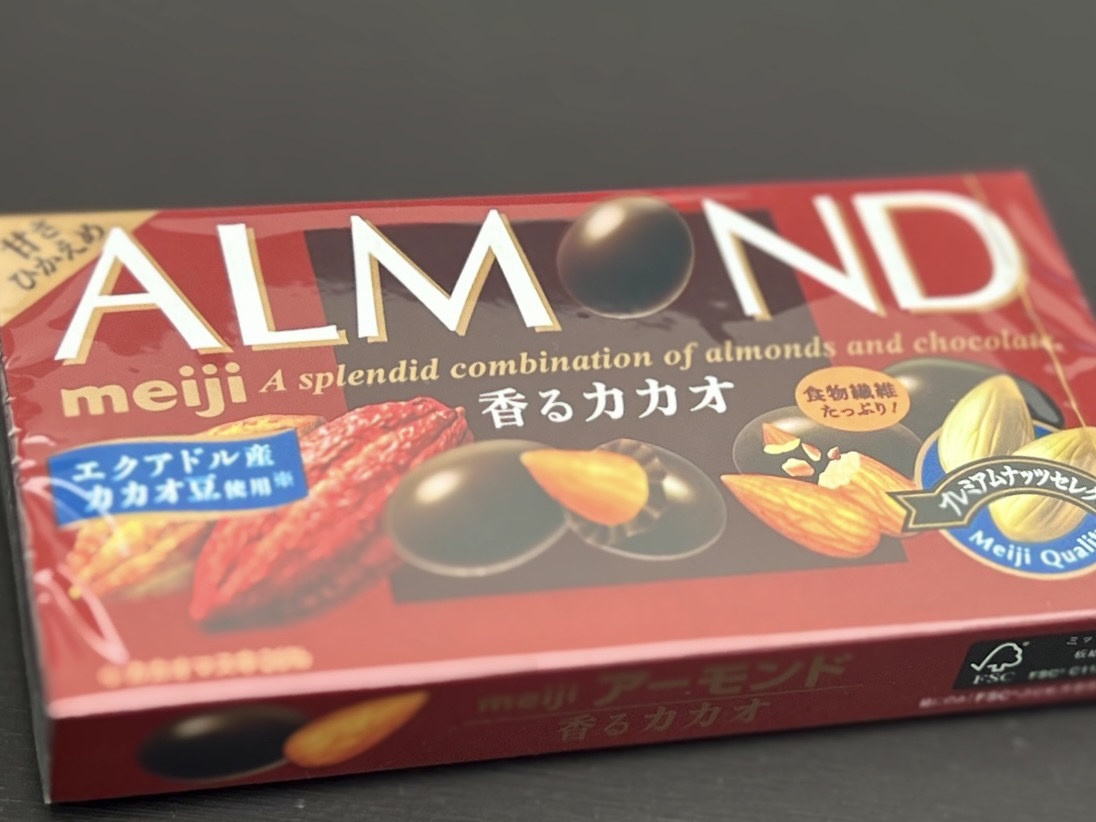 甘さ
ひかえめ
ALMOND
meiji
A splendid combination of almonds and chocolate.
香るカカオ
食物繊維
たっぷり!
エクアドル産
カカオ豆使用※
プレミアムナッツセレク
Meiji Quality
meiji アーモンド
香るカカオ
FSC